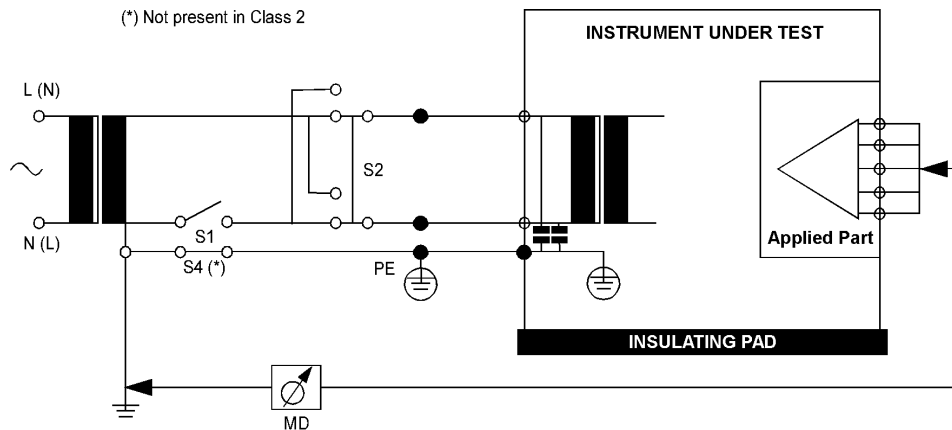 (*) Not present in Class 2
INSTRUMENT UNDER TEST
L (N)
S2
N (L)
S1
Applied Part
S4 (*)
PE
INSULATING PAD
MD